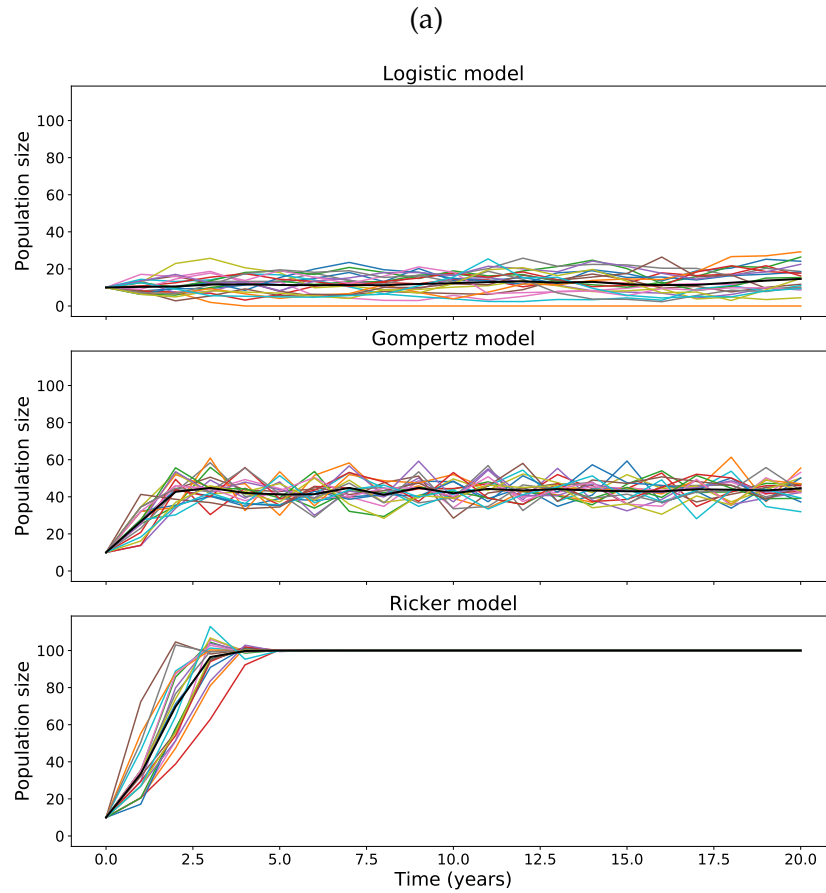 (a)
Logistic model
Population size
100
80
60
40
20
0
Gompertz model
Population size
100
80
60
40
20
0
Ricker model
Population size
100
80
60
40
20
0
0.0 2.5 5.0 7.5 10.0 12.5 15.0 17.5 20.0
Time (years)